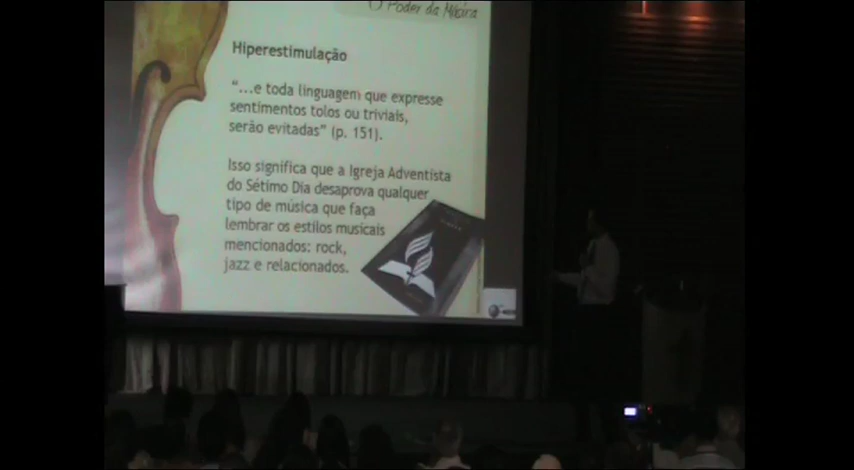 O Poder da Música
Hiperestimulação
"...e toda linguagem que expresse
sentimentos tolos ou triviais,
serão evitadas" (p. 151).
Isso significa que a Igreja Adventista
do Sétimo Dia desaprova qualquer
tipo de música que faça
lembrar os estilos musicais
mencionados: rock,
jazz e relacionados.